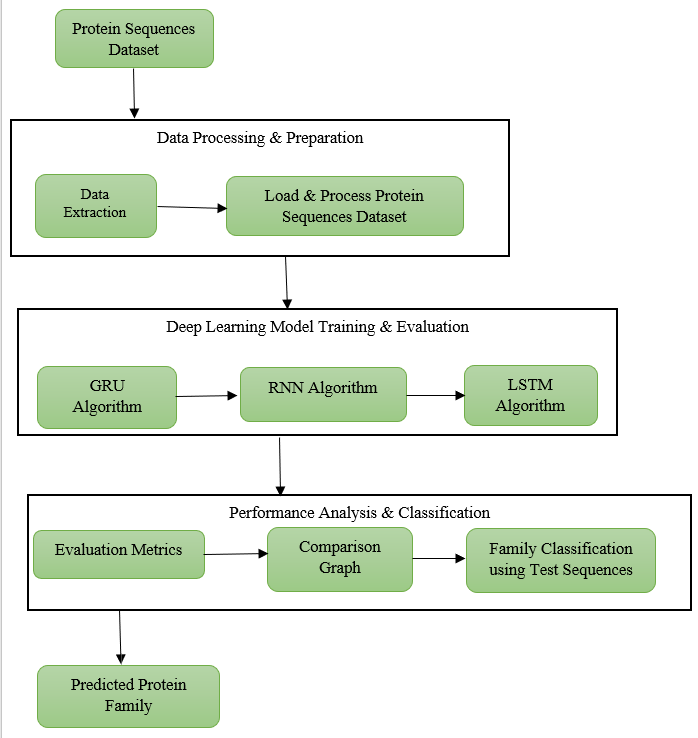 Protein Sequences
Dataset
Data Processing & Preparation
Data
Extraction
Load & Process Protein
Sequences Dataset
Deep Learning Model Training & Evaluation
GRU
Algorithm
RNN Algorithm
LSTM
Algorithm
Performance Analysis & Classification
Evaluation Metrics
Comparison
Graph
Family Classification
using Test Sequences
Predicted Protein
Family